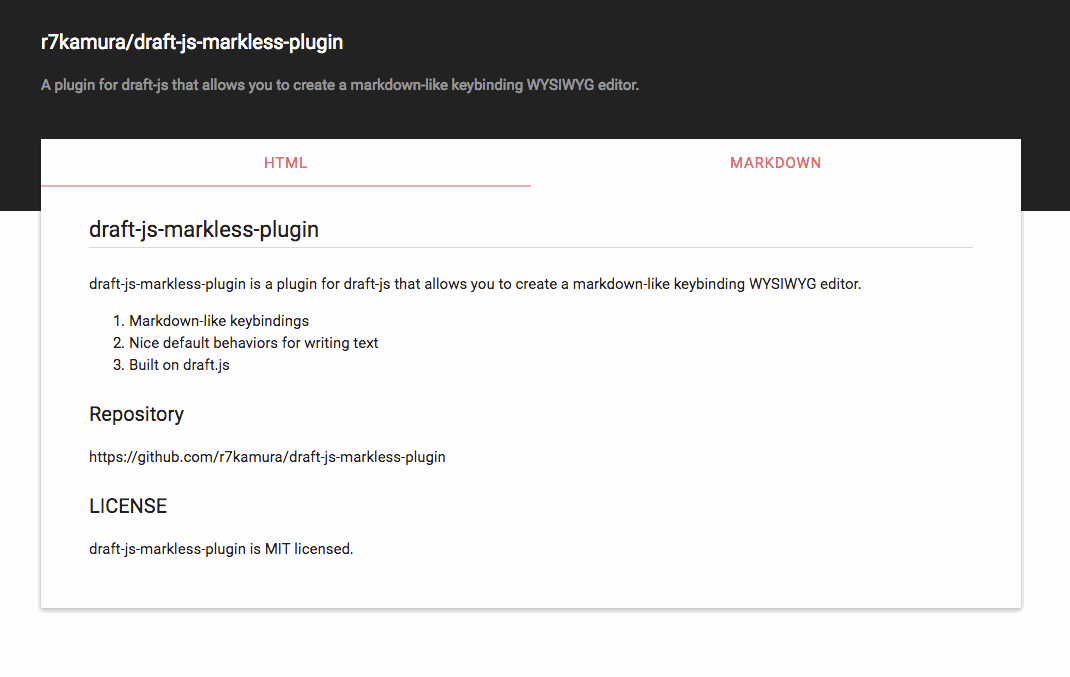 r7kamura/draft-js-markless-plugin
A plugin for draft-js that allows you to create a markdown-like keybinding WYSIWYG editor.
HTML
MARKDOWN
draft-js-markless-plugin
draft-js-markless-plugin is a plugin for draft-js that allows you to create a markdown-like keybinding WYSIWYG editor.
1. Markdown-like keybindings
2. Nice default behaviors for writing text
3. Built on draft.js
Repository
https://github.com/r7kamura/draft-js-markless-plugin
LICENSE
draft-js-markless-plugin is MIT licensed.